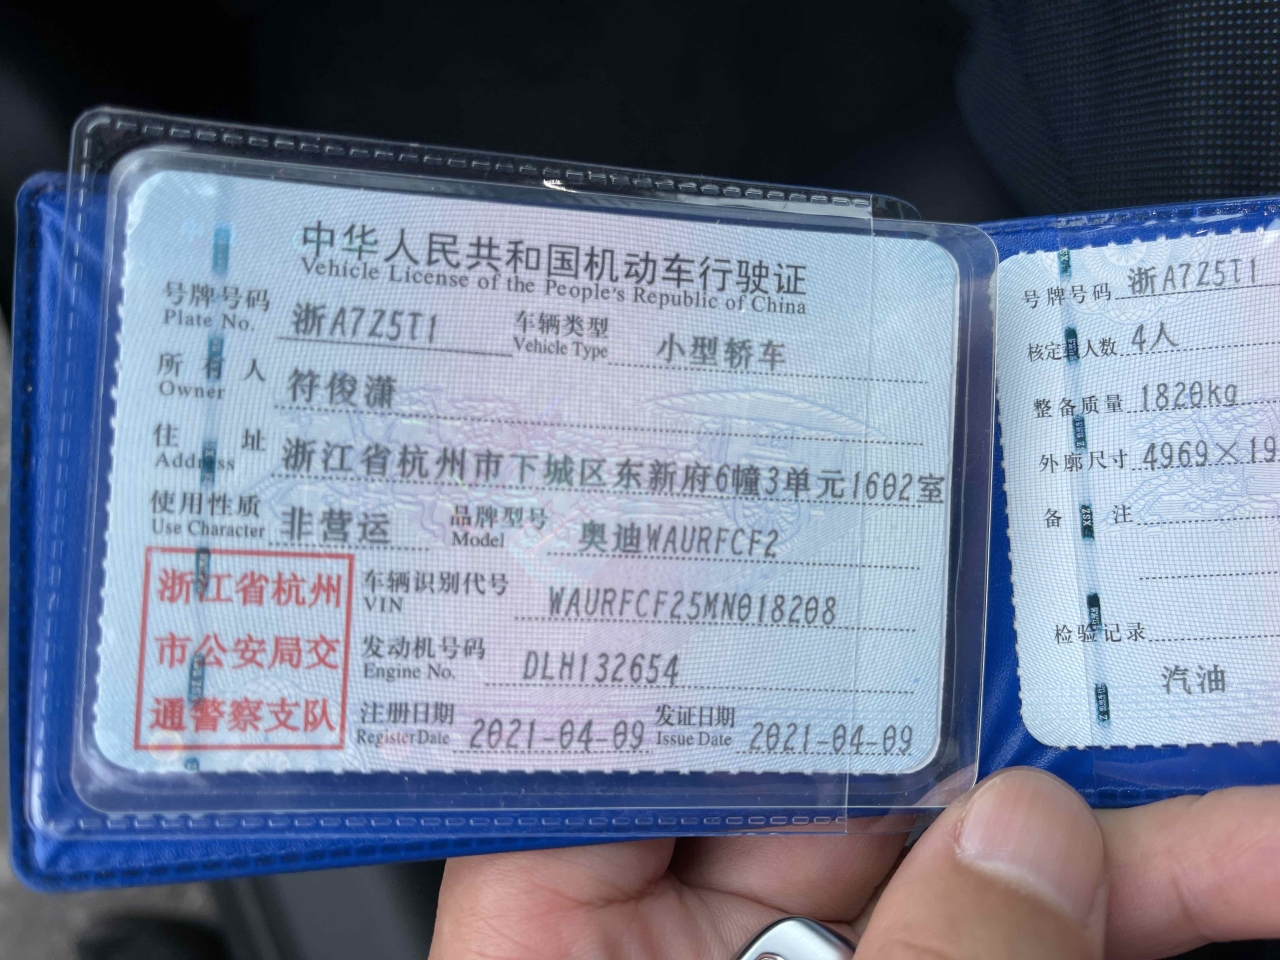 中华人民共和国机动车行驶证
Vehicle License of the People's Republic of China
号牌号码 浙A7Z5T1 车辆类型 小型轿车
Plate No. Vehicle Type
所有人 符俊潇
Owner
住址 浙江省杭州市下城区东新府6幢3单元1602室
Address
使用性质 非营运 品牌型号 奥迪WAURFCF2
Use Character Model
浙江省杭州
市公安局交
通警察支队
车辆识别代号 WAURFCF25MN018208
VIN
发动机号码 DLH132654
Engine No.
注册日期 2021-04-09 发证日期 2021-04-09
Register Date Issue Date
号牌号码 浙A7Z5T1
核定载人数 4人
整备质量 1820kg
外廓尺寸 4969×19
备注
检验记录
汽油